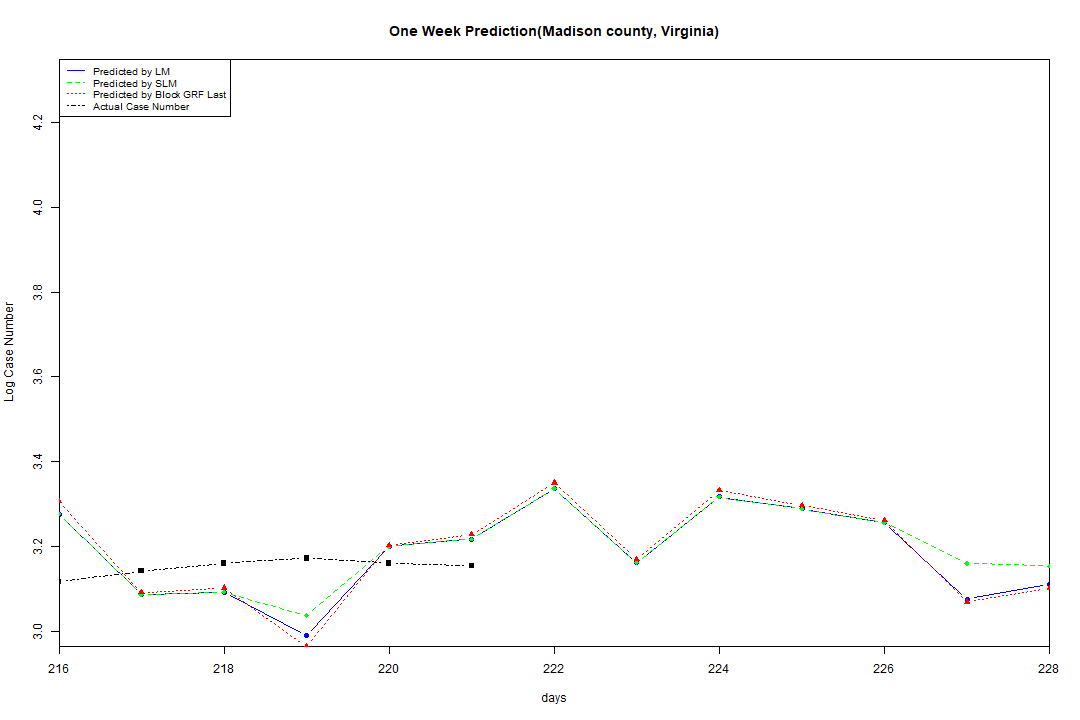 One Week Prediction(Madison county, Virginia)
Predicted by LM
Predicted by SLM
Predicted by Block GRF Last
Actual Case Number
4.2
4.0
3.8
3.6
3.4
3.2
3.0
Log Case Number
216 218 220 222 224 226 228
days